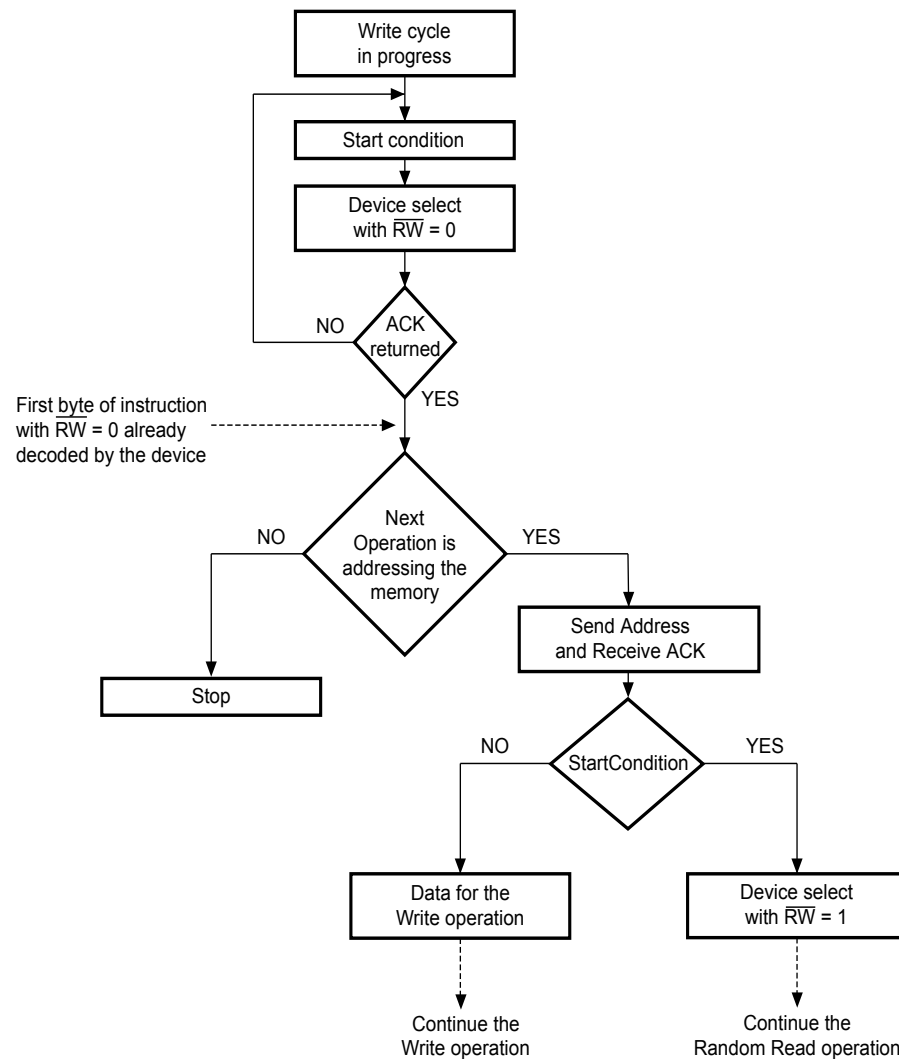 Write cycle
in progress
Start condition
Device select
with R̅W̅ = 0
NO
ACK
returned
YES
First byte of instruction
with R̅W̅ = 0 already
decoded by the device
NO
Next
Operation is
addressing the
memory
YES
Send Address
and Receive ACK
Stop
NO
StartCondition
YES
Data for the
Write operation
Device select
with R̅W̅ = 1
Continue the
Write operation
Continue the
Random Read operation